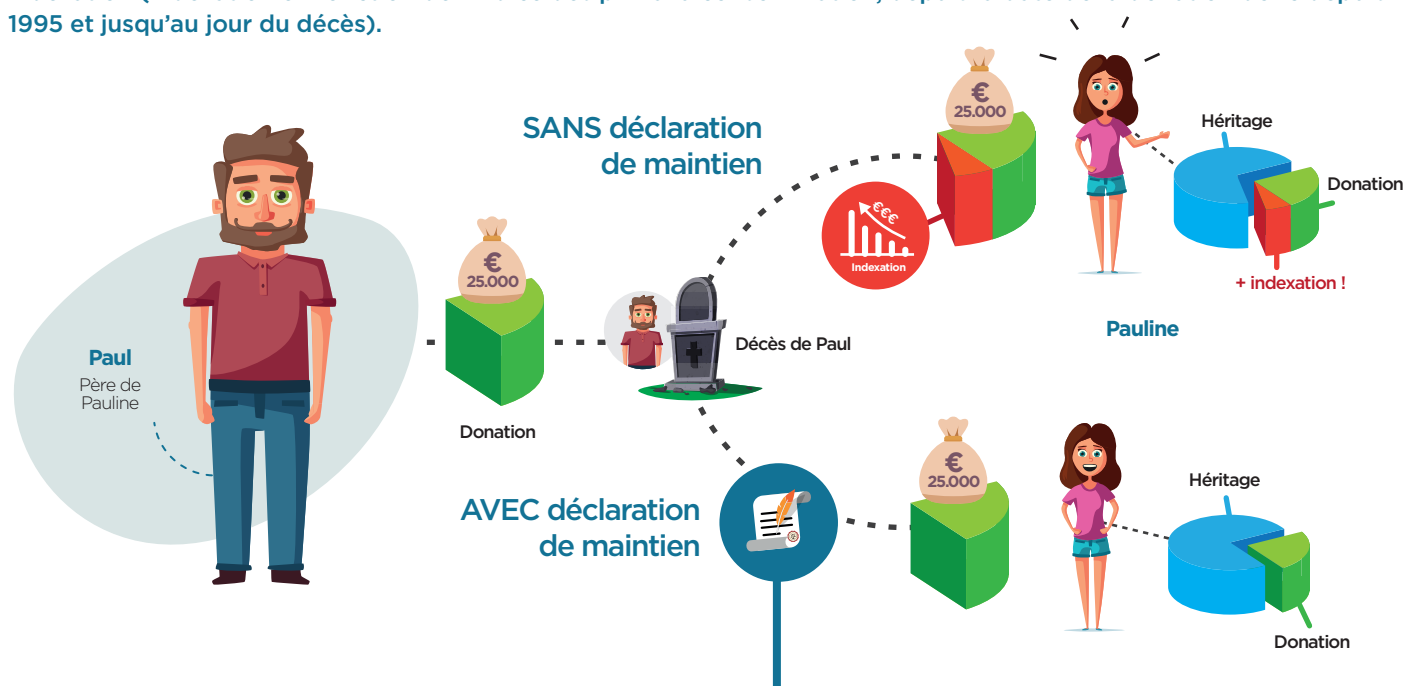 1995 et jusqu'au jour du décès).
SANS déclaration
de maintien
€
25.000
Héritage
Donation
€€€
Indexation
+ indexation !
Pauline
Paul
Père de
Pauline
€
25.000
Donation
Décès de Paul
AVEC déclaration
de maintien
€
25.000
Héritage
Donation